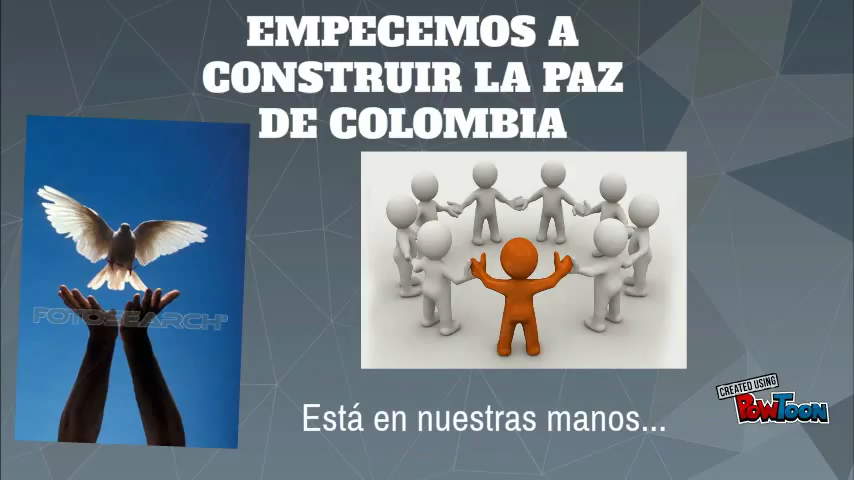 EMPECEMOS A
CONSTRUIR LA PAZ
DE COLOMBIA
FOTOSEARCH®
Está en nuestras manos...
CREATED USING
POWTOON